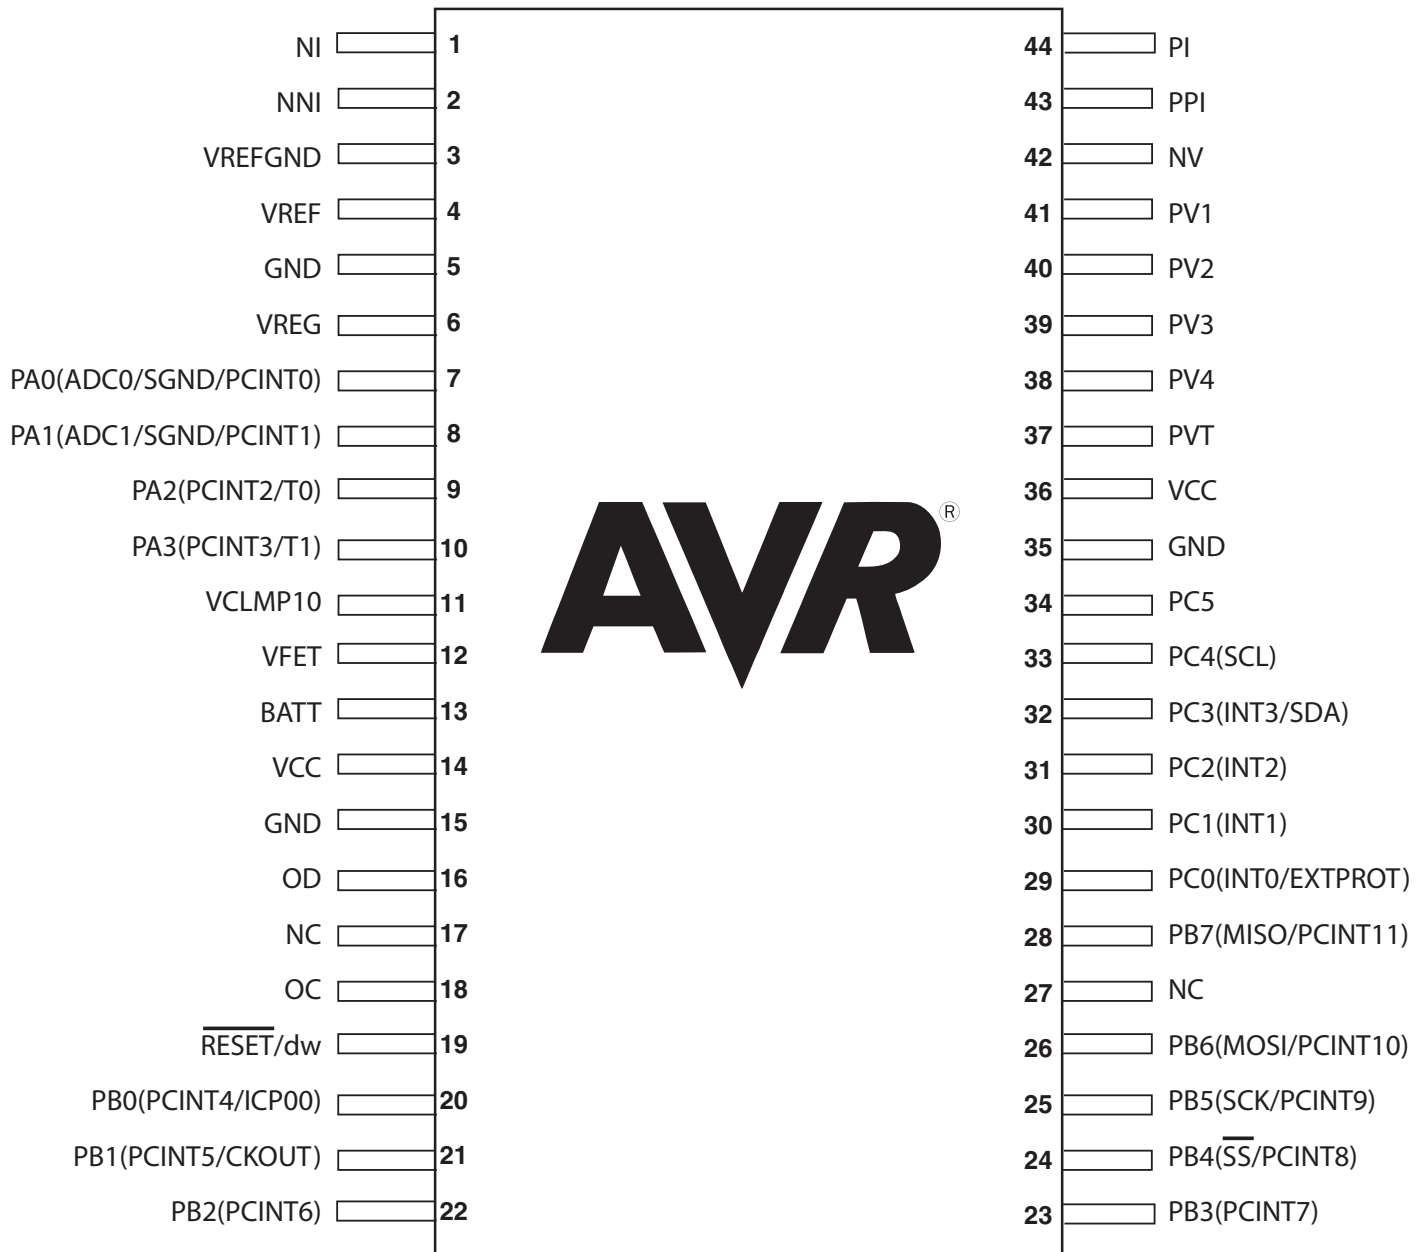 NI 1 44 PI
NNI 2 43 PPI
VREFGND 3 42 NV
VREF 4 41 PV1
GND 5 40 PV2
VREG 6 39 PV3
PA0(ADC0/SGND/PCINT0) 7 38 PV4
PA1(ADC1/SGND/PCINT1) 8 37 PVT
PA2(PCINT2/T0) 9 36 VCC
PA3(PCINT3/T1) 10 35 GND
VCLMP10 11 34 PC5
VFET 12 33 PC4(SCL)
BATT 13 32 PC3(INT3/SDA)
VCC 14 31 PC2(INT2)
GND 15 30 PC1(INT1)
OD 16 29 PC0(INT0/EXTPROT)
NC 17 28 PB7(MISO/PCINT11)
OC 18 27 NC
R̅E̅S̅E̅T̅/dw 19 26 PB6(MOSI/PCINT10)
PB0(PCINT4/ICP00) 20 25 PB5(SCK/PCINT9)
PB1(PCINT5/CKOUT) 21 24 PB4(S̅S̅/PCINT8)
PB2(PCINT6) 22 23 PB3(PCINT7)
AVR®